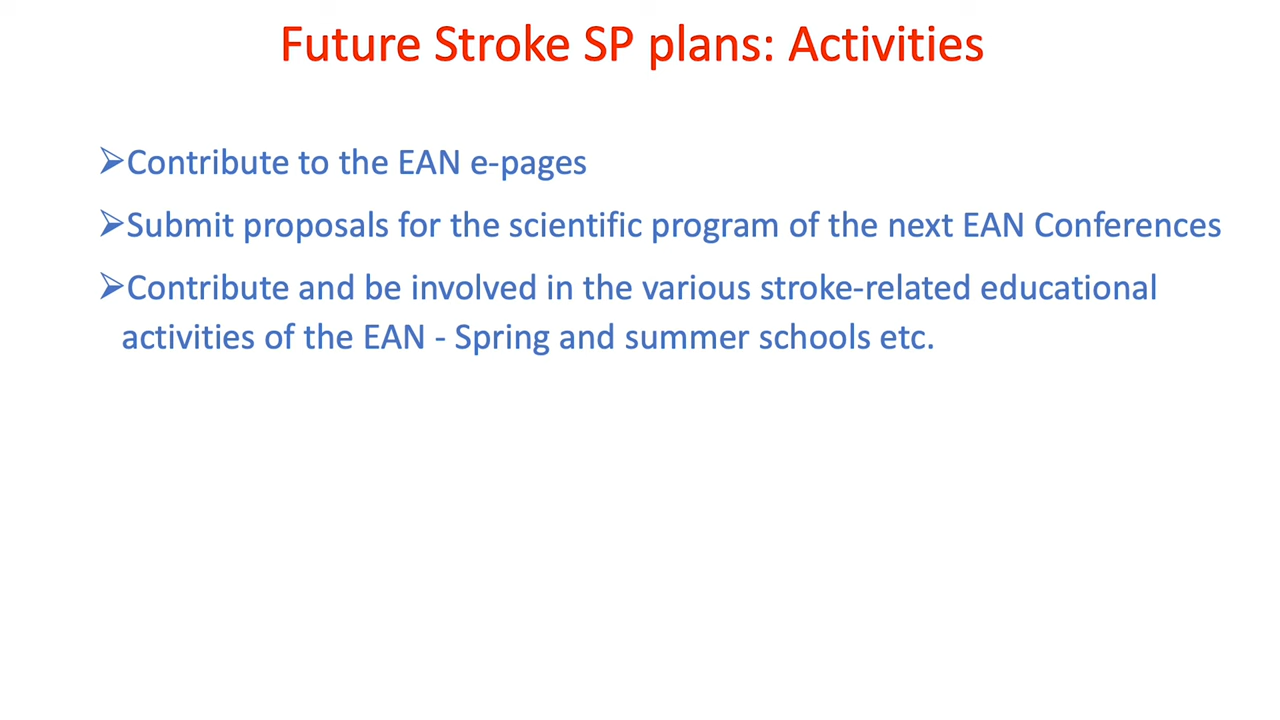 Future Stroke SP plans: Activities
➢Contribute to the EAN e-pages
➢Submit proposals for the scientific program of the next EAN Conferences
➢Contribute and be involved in the various stroke-related educational
activities of the EAN - Spring and summer schools etc.